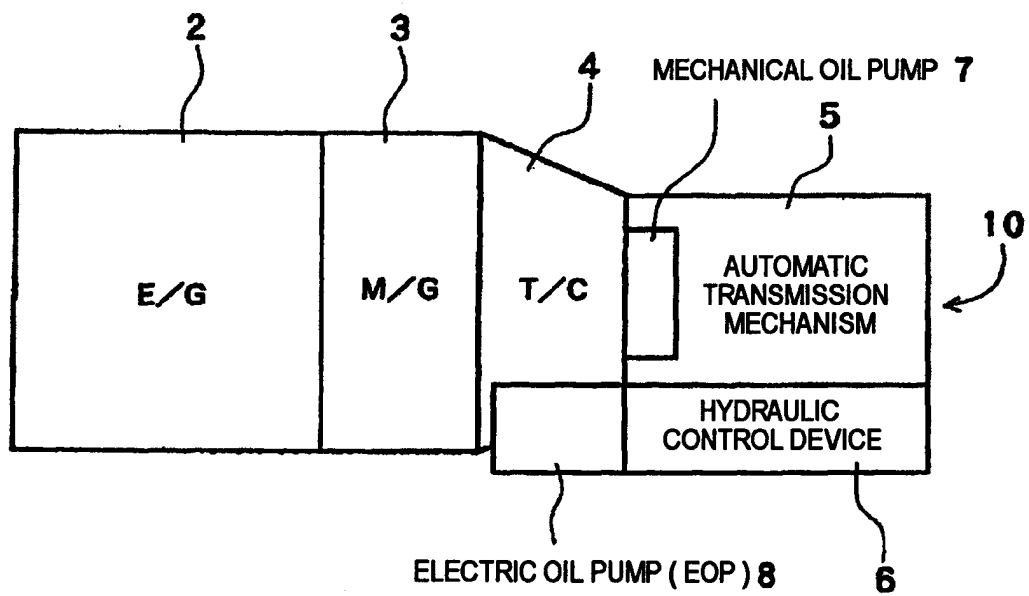 2
3
4
MECHANICAL OIL PUMP 7
5
10
E/G
M/G
T/C
AUTOMATIC
TRANSMISSION
MECHANISM
HYDRAULIC
CONTROL DEVICE
ELECTRIC OIL PUMP ( EOP ) 8
6